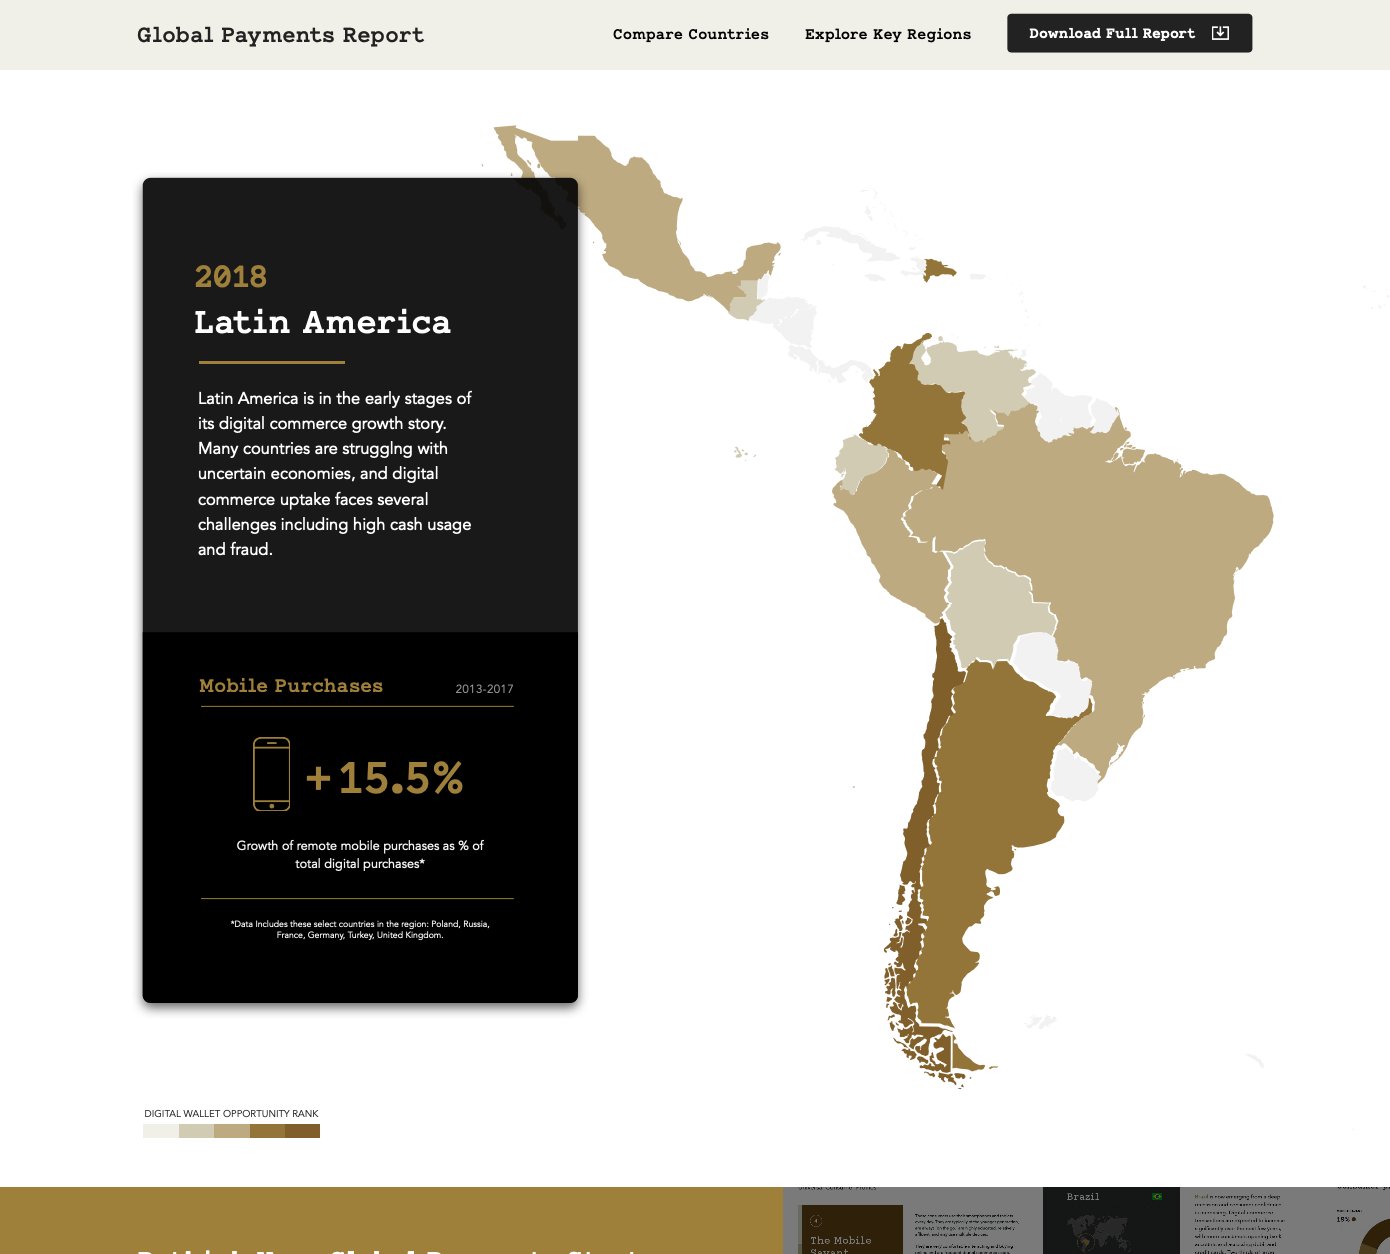 Global Payments Report
Compare Countries
Explore Key Regions
Download Full Report
2018
Latin America
Latin America is in the early stages of
its digital commerce growth story.
Many countries are strugglng with
uncertain economies, and digital
commerce uptake faces several
challenges including high cash usage
and fraud.
Mobile Purchases
2013-2017
+15.5%
Growth of remote mobile purchases as % of
total digital purchases*
*Data Includes these select countries in the region: Poland, Russia,
France, Germany, Turkey, United Kingdom.
DIGITAL WALLET OPPORTUNITY RANK
Brazil
19%
The Mobile
Savant